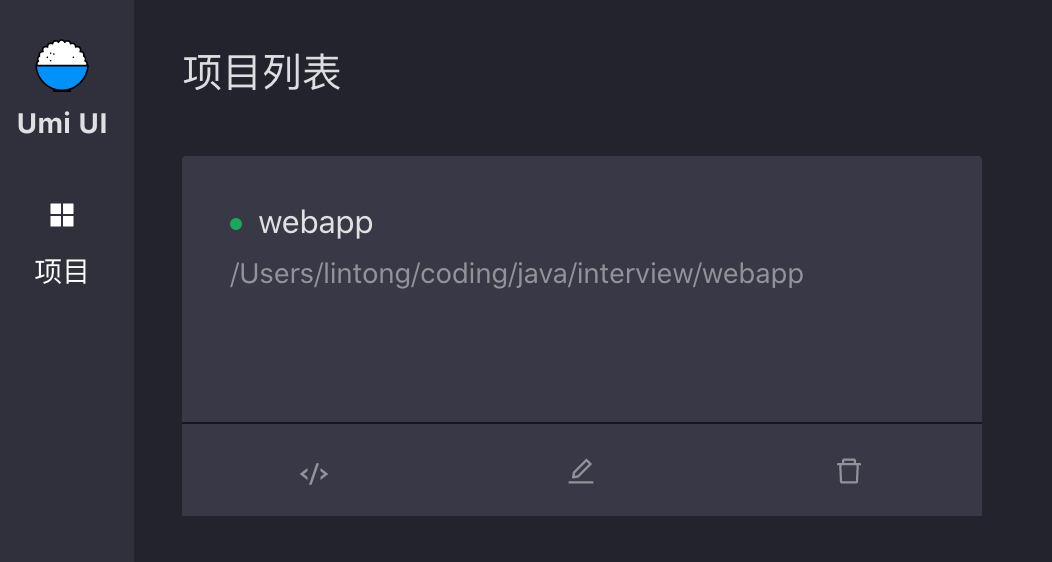 Umi UI
项目
项目列表
webapp
/Users/lintong/coding/java/interview/webapp